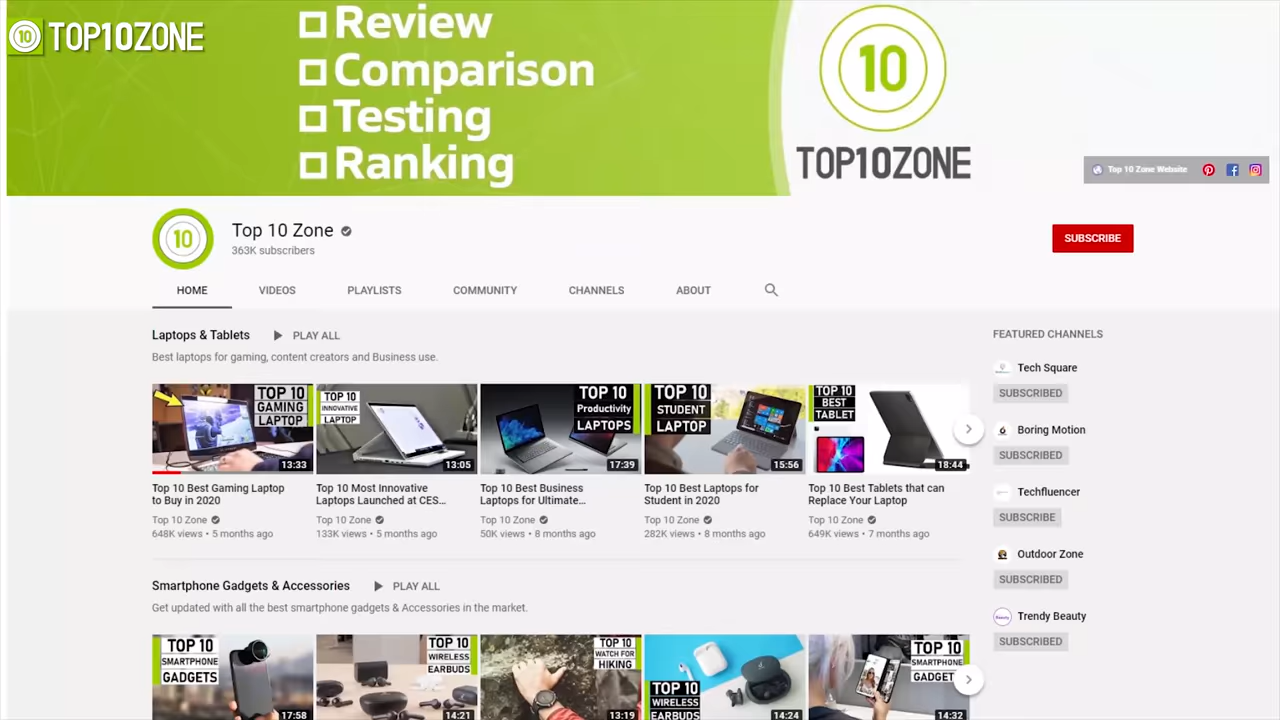 10 TOP10ZONE
Review
Comparison
Testing
Ranking
10
TOP10ZONE
Top 10 Zone Website
10
Top 10 Zone
363K subscribers
SUBSCRIBE
HOME VIDEOS PLAYLISTS COMMUNITY CHANNELS ABOUT
Laptops & Tablets PLAY ALL
Best laptops for gaming, content creators and Business use.
TOP 10
GAMING
LAPTOP
13:33
Top 10 Best Gaming Laptop
to Buy in 2020
Top 10 Zone
648K views • 5 months ago
TOP 10
INNOVATIVE
LAPTOP
13:05
Top 10 Most Innovative
Laptops Launched at CES...
Top 10 Zone
133K views • 5 months ago
TOP 10
Productivity
LAPTOPS
17:39
Top 10 Best Business
Laptops for Ultimate...
Top 10 Zone
50K views • 8 months ago
TOP 10
STUDENT
LAPTOP
15:56
Top 10 Best Laptops for
Student in 2020
Top 10 Zone
282K views • 8 months ago
TOP 10
BEST
TABLET
18:44
Top 10 Best Tablets that can
Replace Your Laptop
Top 10 Zone
649K views • 7 months ago
Smartphone Gadgets & Accessories PLAY ALL
Get updated with all the best smartphone gadgets & Accessories in the market.
TOP 10
SMARTPHONE
GADGETS
17:58
TOP 10
WIRELESS
EARBUDS
14:21
TOP 10
WATCH FOR
HIKING
13:19
TOP 10
WIRELESS
EARBUDS
14:24
TOP 10
SMARTPHONE
GADGET
14:32
FEATURED CHANNELS
Tech Square
SUBSCRIBED
Boring Motion
SUBSCRIBED
Techfluencer
SUBSCRIBE
Outdoor Zone
SUBSCRIBED
Trendy Beauty
SUBSCRIBED